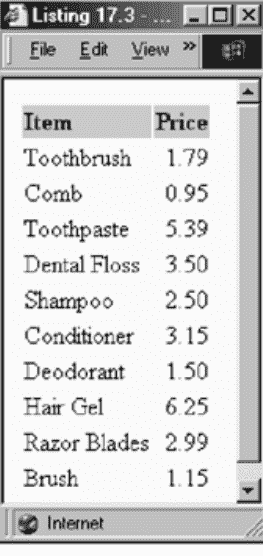 Listing 17.3 - ...
File Edit View »
Item Price
Toothbrush 1.79
Comb 0.95
Toothpaste 5.39
Dental Floss 3.50
Shampoo 2.50
Conditioner 3.15
Deodorant 1.50
Hair Gel 6.25
Razor Blades 2.99
Brush 1.15
Internet